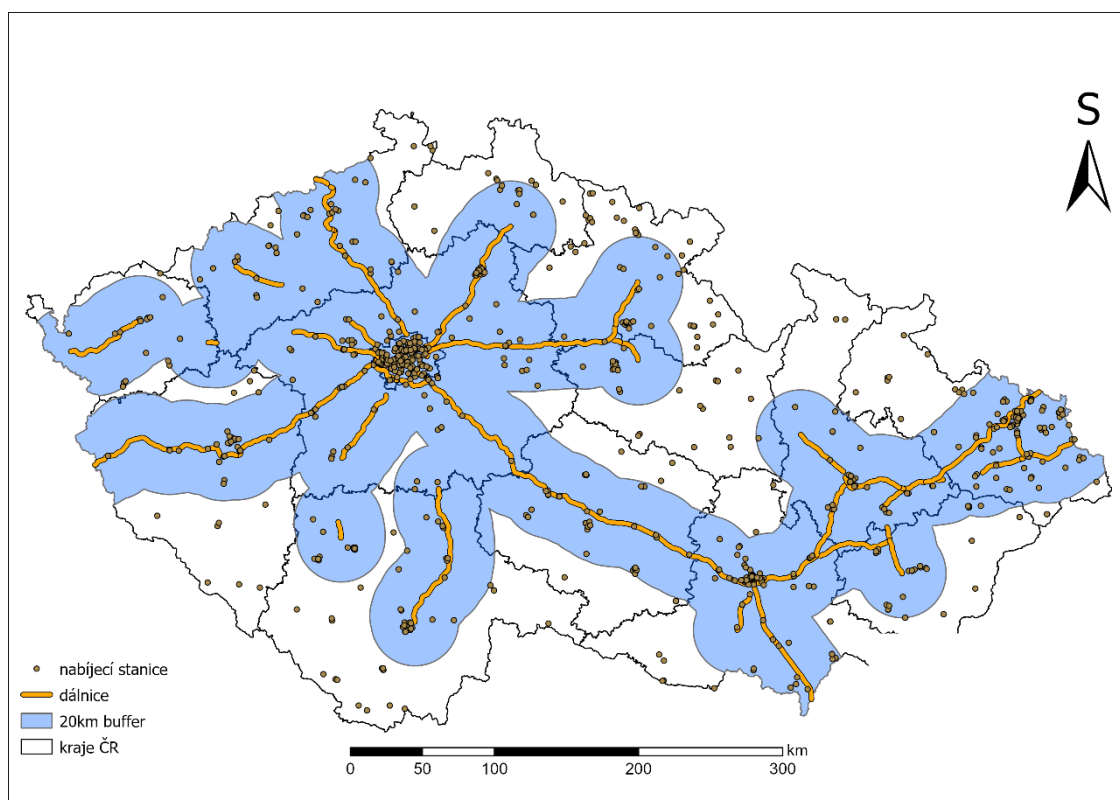 S
nabíjecí stanice
dálnice
20km buffer
kraje ČR
km
0 50 100 200 300